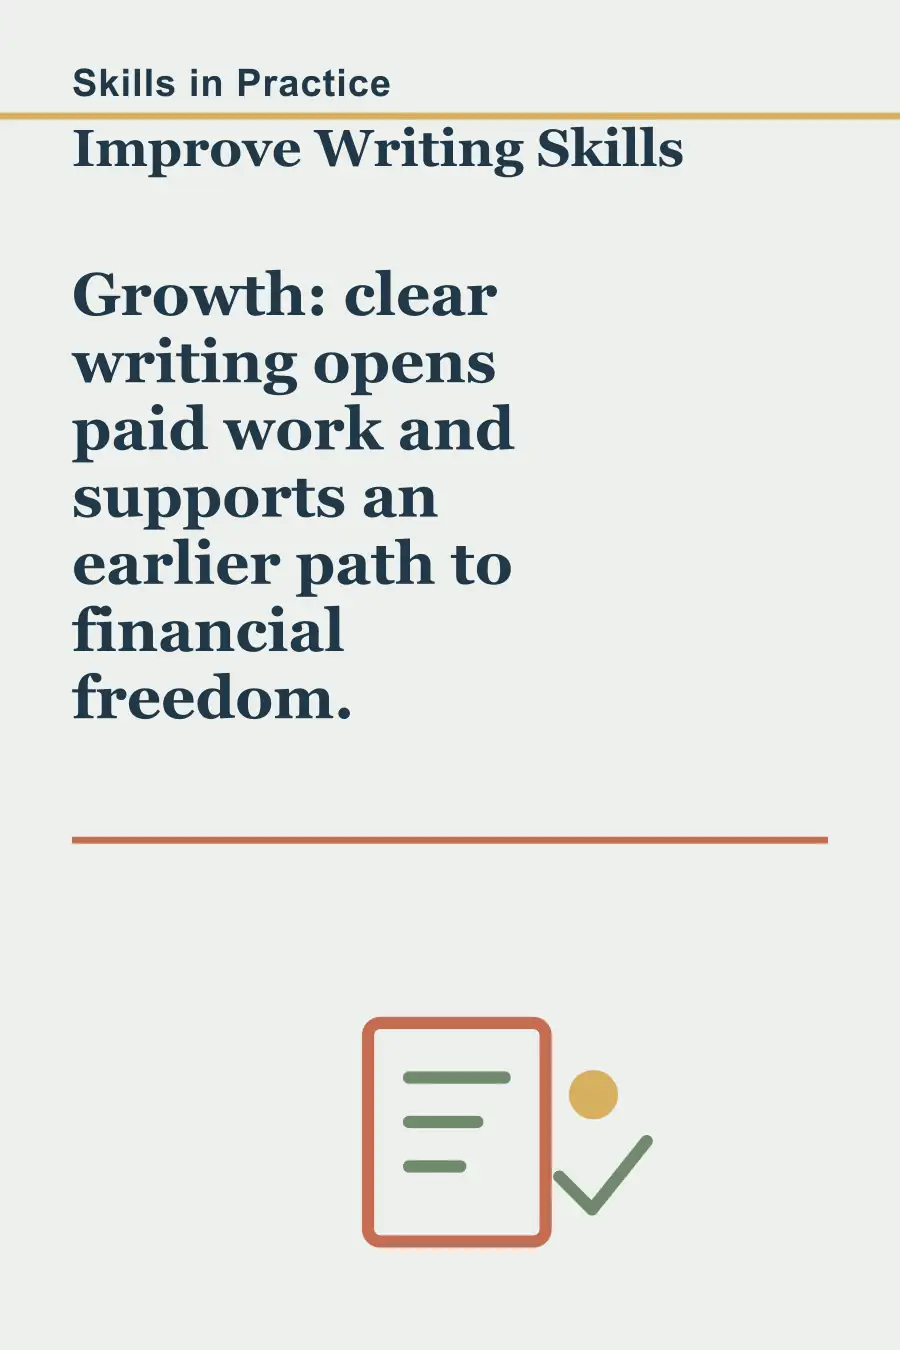 Skills in Practice
Improve Writing Skills
Growth: clear
writing opens
paid work and
supports an
earlier path to
financial
freedom.